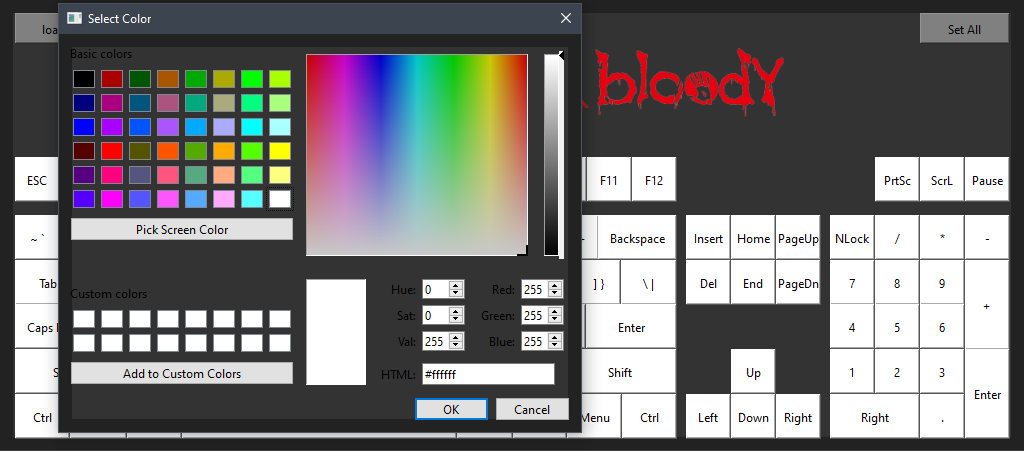 Select Color
loa
Set All
Basic colors
bloodY
ESC
F11
F12
PrtSc
ScrL
Pause
Pick Screen Color
~ `
Backspace
Insert
Home
PageUp
NLock
/
*
-
Tab
] }
\ |
Del
End
PageDn
7
8
9
+
Custom colors
Hue: 0
Red: 255
Sat: 0
Green: 255
Val: 255
Blue: 255
Caps
Enter
4
5
6
HTML: #ffffff
Add to Custom Colors
S
Shift
Up
1
2
3
Enter
OK
Cancel
Ctrl
Menu
Ctrl
Left
Down
Right
Right
.